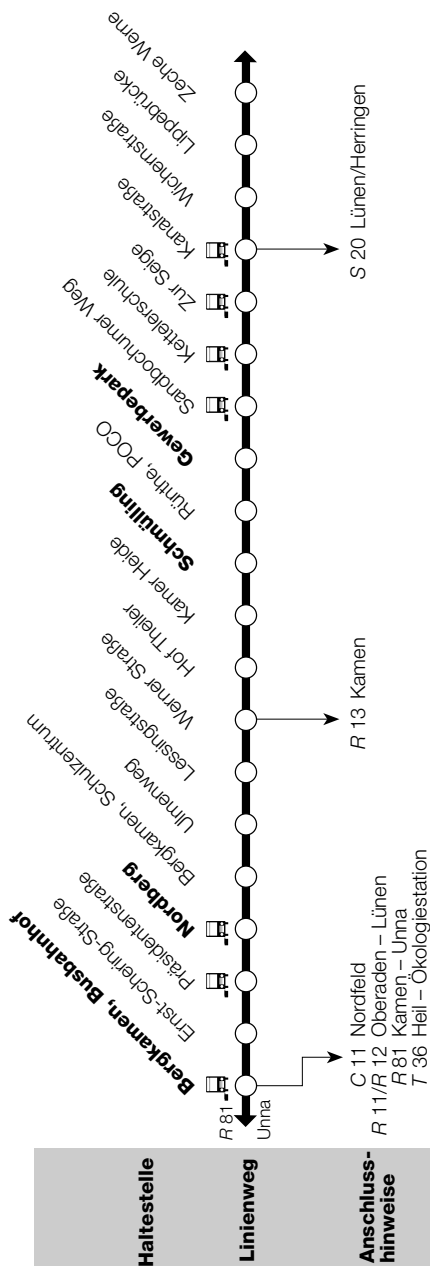 Haltestelle
Bergkamen, Busbahnhof
Ernst-Schering-Straße
Präsidentenstraße
Nordberg
Bergkamen, Schulzentrum
Ulmenweg
Lessingstraße
Werner Straße
Hof Theiler
Kamer Heide
Schmülling
Rünthe, POCO
Gewerbepark
Sandbochumer Weg
Kettelerschule
Zur Seige
Kanalstraße
Wichernstraße
Lippebrücke
Zeche Werne
Linienweg
R 81
Unna
Anschluss-
hinweise
C 11 Nordfeld
R 11/R 12 Oberaden – Lünen
R 81 Kamen – Unna
T 36 Heil – Ökologiestation
R 13 Kamen
S 20 Lünen/Herringen